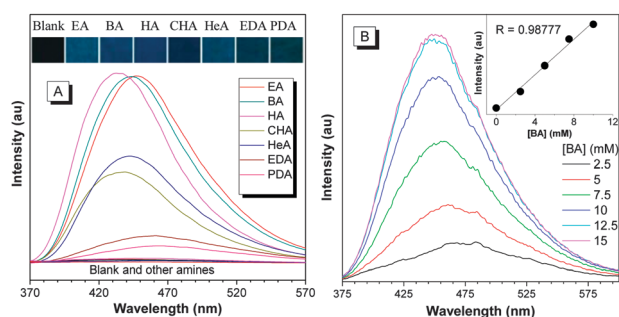 Blank EA BA HA CHA HeA EDA PDA
A
EA
BA
HA
CHA
HeA
EDA
PDA
Blank and other amines
Intensity (au)
370 420 470 520 570
Wavelength (nm)
B
R = 0.98777
Intensity (au)
0 4 8 12
[BA] (mM)
[BA] (mM)
2.5
5
7.5
10
12.5
15
Intensity (au)
375 425 475 525 575
Wavelength (nm)